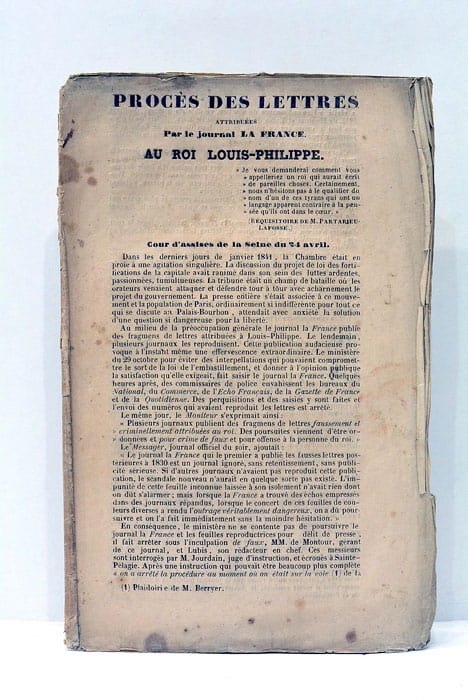 PROCÈS DES LETTRES
ATTRIBUÉES
Par le journal LA FRANCE.
AU ROI LOUIS-PHILIPPE.
« Je vous demanderai comment vous
» appelleriez un roi qui aurait écrit
» de pareilles choses. Certainement,
» nous n'hésitons pas à le qualifier du
» nom d'un de ces tyrans qui ont un
» langage apparent contraire à la pen-
» sée qu'ils ont dans le cœur. »
(RÉQUISITOIRE DE M. PARTARIEU-
LAFOSSE.)
Cour d'assises de la Seine du 24 avril.
Dans les derniers jours de janvier 1841, la Chambre était en
proie à une agitation singulière. La discussion du projet de loi des forti-
fications de la capitale avait ranimé dans son sein des luttes ardentes,
passionnées, tumulueuses. La tribune était un champ de bataille où les
orateurs venaient attaquer et défendre tour à tour avec acharnement le
projet du gouvernement. La presse entière s'était associée à ce mouve-
ment et la population de Paris, ordinairement si indifférente pour tout ce
qui se discute au Palais-Bourbon, attendait avec anxiété la solution
d'une question si dangereuse pour la liberté.
Au milieu de la préoccupation générale le journal la France publie
des fragmens de lettres attribuées à Louis-Philippe. Le lendemain,
plusieurs journaux les reproduisent. Cette publication audacieuse pro-
voque à l'instant même une effervescence extraordinaire. Le ministère
du 29 octobre pour éviter des interpellations qui pouvaient compromet-
tre le sort de la loi de l'embastillement, et donner à l'opinion publique
la satisfaction qu'elle exigeait, fait saisir le journal la France. Quelques
heures après, des commissaires de police envahissent les bureaux du
National, du Commerce, de l'Echo Français, de la Gazette de France
et de la Quotidienne. Des perquisitions et des saisies y sont faites et
l'envoi des numéros qui avaient reproduit les lettres est arrêté.
Le même jour, le Moniteur s'exprimait ainsi :
« Plusieurs journaux publient des fragmens de lettres faussement et
» criminellement attribuées au roi. Des poursuites viennent d'être or-
» données et pour crime de faux et pour offense à la personne du roi. »
Le Messager, journal officiel du soir, ajoutait :
« Le journal la France qui le premier a publié les fausses lettres pos-
térieures à 1830 est un journal ignoré, sans retentissement, sans publi-
cité sérieuse. Si d'autres journaux n'avaient pas reproduit cette publi-
cation, le scandale nouveau n'aurait en quelque sorte pas existé. L'im-
punité de cette feuille inconnue laissée à son isolement n'avait rien dont
on dût s'alarmer; mais lorsque la France a trouvé des échos empressés
dans des journaux répandus, lorsque le concert de ces feuilles de cou-
leurs diverses a rendu l'outrage véritablement dangereux, on a dû pour-
suivre et on l'a fait immédiatement sans la moindre hésitation. »
En conséquence, le ministère ne se contente pas de poursuivre le
journal la France et les feuilles reproductrices pour délit de presse,
il fait arrêter sous l'inculpation de faux, MM. de Montour, gérant
de ce journal, et Lubis, son rédacteur en chef. Ces messieurs
sont interrogés par M. Jourdain, juge d'instruction, et écroués à Sainte-
Pélagie. Après une instruction qui pouvait être beaucoup plus complète
« on a arrêté la procédure au moment où on était sur la voie (1) de la
(1) Plaidoirie de M. Berryer.